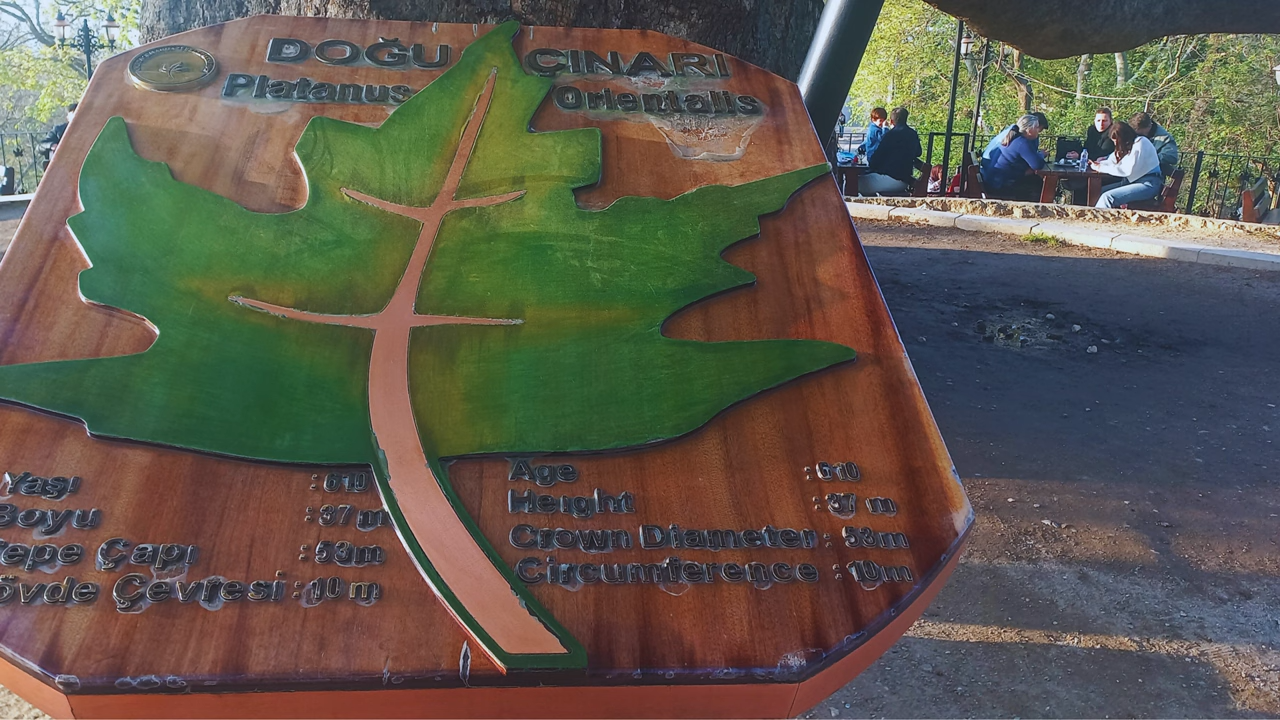 DOĞU ÇINARI
Platanus Orientalis
Yaşı : 610
Boyu : 37 m
Tepe Çapı : 53m
Gövde Çevresi : 10 m
Age : 610
Height : 37 m
Crown Diameter : 53m
Circumference : 10m